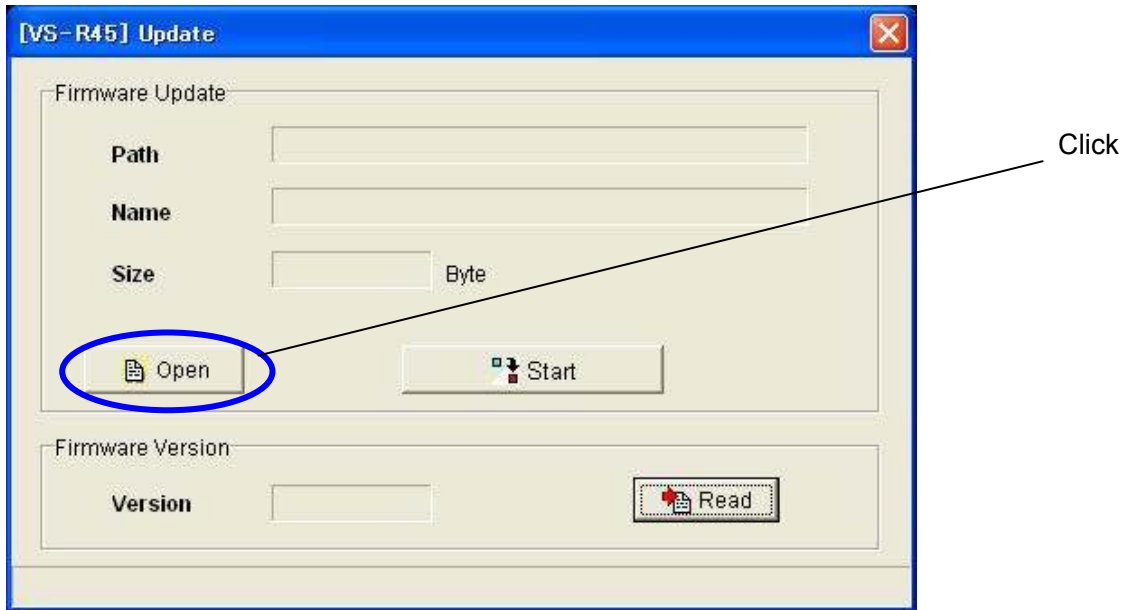 [VS-R45] Update
Firmware Update
Path
Click
Name
Size Byte
Open Start
Firmware Version
Version Read